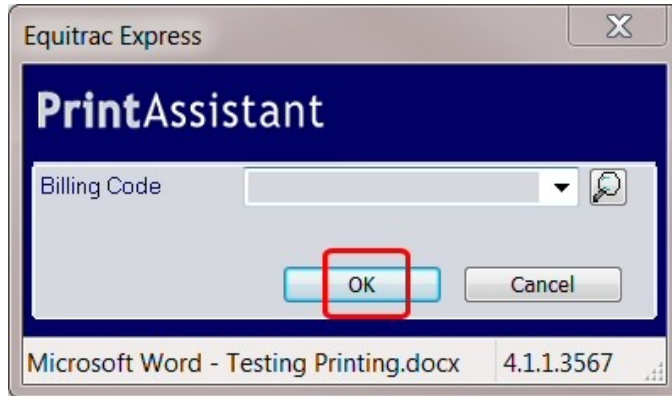 Equitrac Express
PrintAssistant
Billing Code
OK Cancel
Microsoft Word - Testing Printing.docx 4.1.1.3567